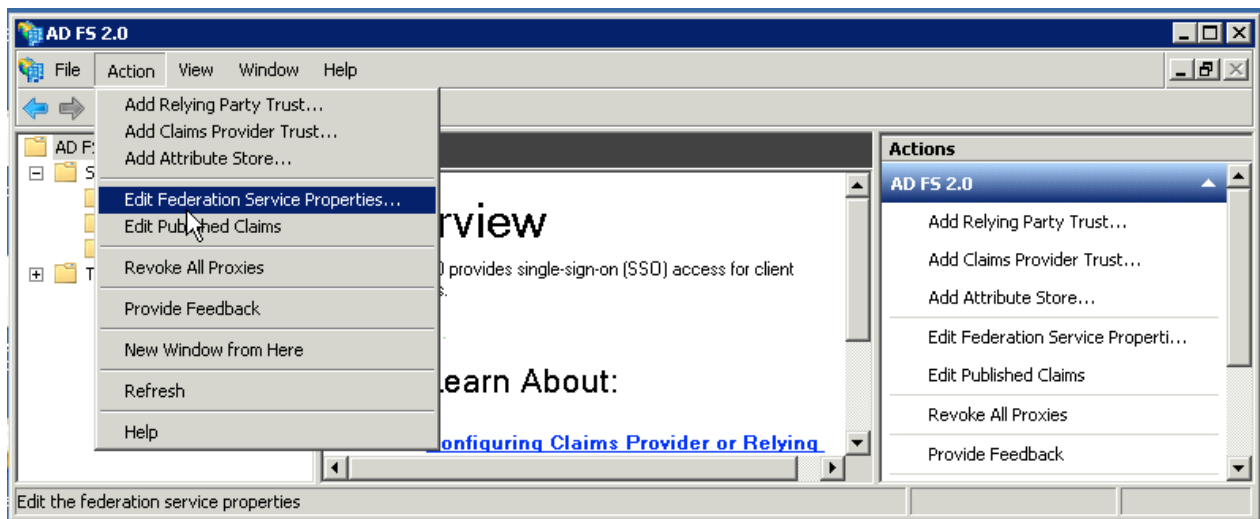 AD FS 2.0
File Action View Window Help
Add Relying Party Trust...
Add Claims Provider Trust...
Add Attribute Store...
Edit Federation Service Properties...
Edit Published Claims
Revoke All Proxies
Provide Feedback
New Window from Here
Refresh
Help
AD F
S
T
rview
provides single-sign-on (SSO) access for client
s.
earn About:
onfiguring Claims Provider or Relying
Actions
AD FS 2.0
Add Relying Party Trust...
Add Claims Provider Trust...
Add Attribute Store...
Edit Federation Service Properti...
Edit Published Claims
Revoke All Proxies
Provide Feedback
Edit the federation service properties